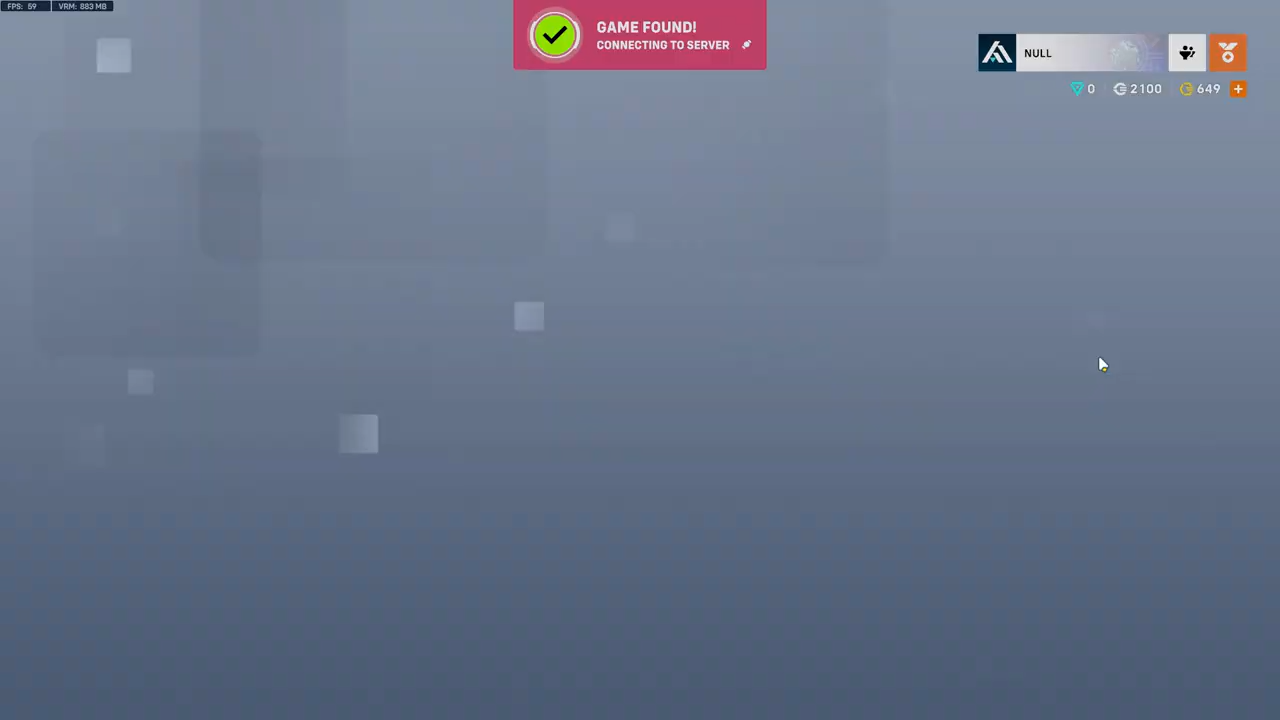 FPS: 59 VRM: 883 MB
GAME FOUND!
CONNECTING TO SERVER
NULL
0 2100 649 +